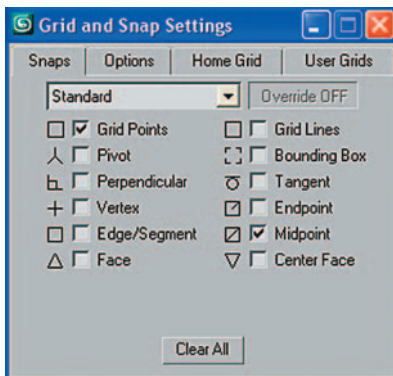 Grid and Snap Settings
Snaps Options Home Grid User Grids
Standard Override OFF
Grid Points Grid Lines
Pivot Bounding Box
Perpendicular Tangent
Vertex Endpoint
Edge/Segment Midpoint
Face Center Face
Clear All